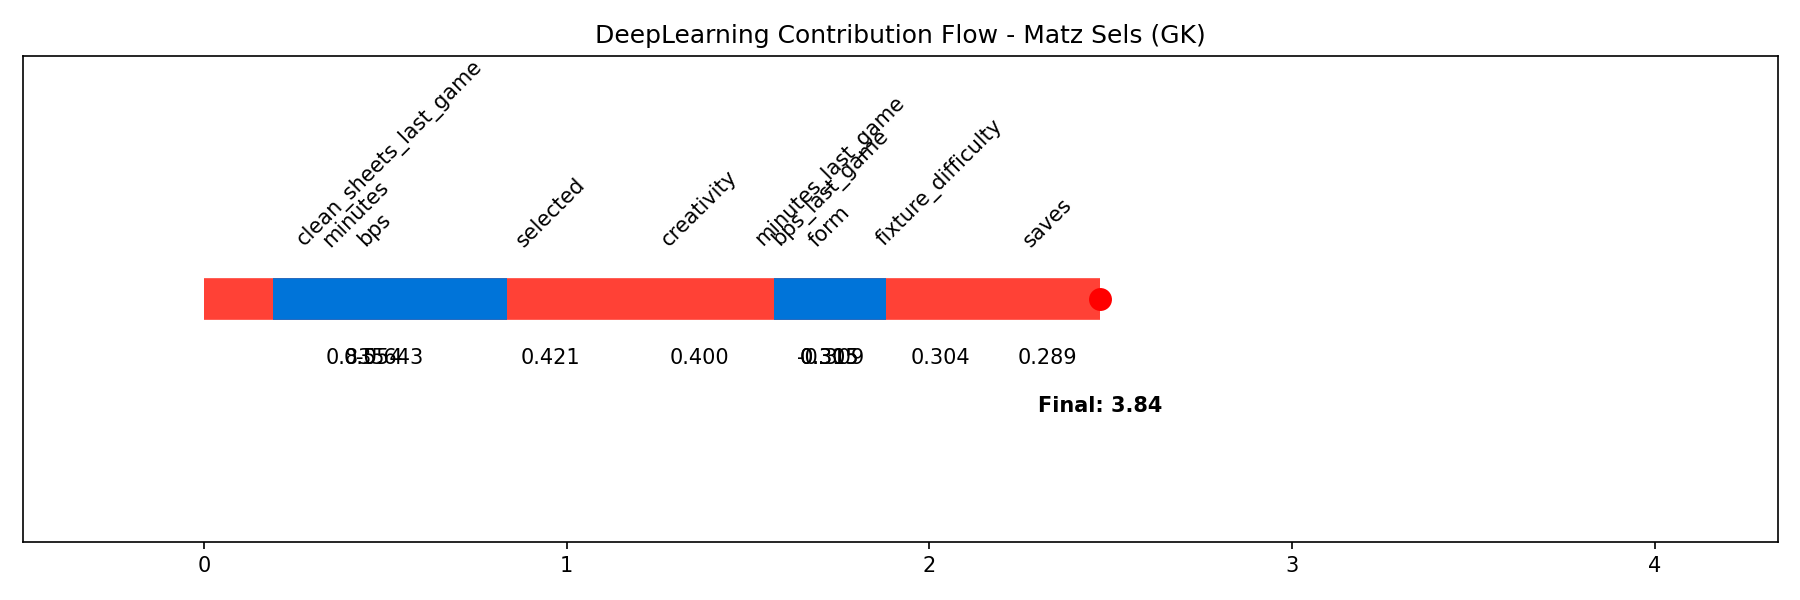 DeepLearning Contribution Flow - Matz Sels (GK)
clean_sheets_last_game
minutes
bps
selected
creativity
minutes_last_game
bps_last_game
form
fixture_difficulty
saves
0.421
0.400
0.304
0.289
Final: 3.84
0
1
2
3
4